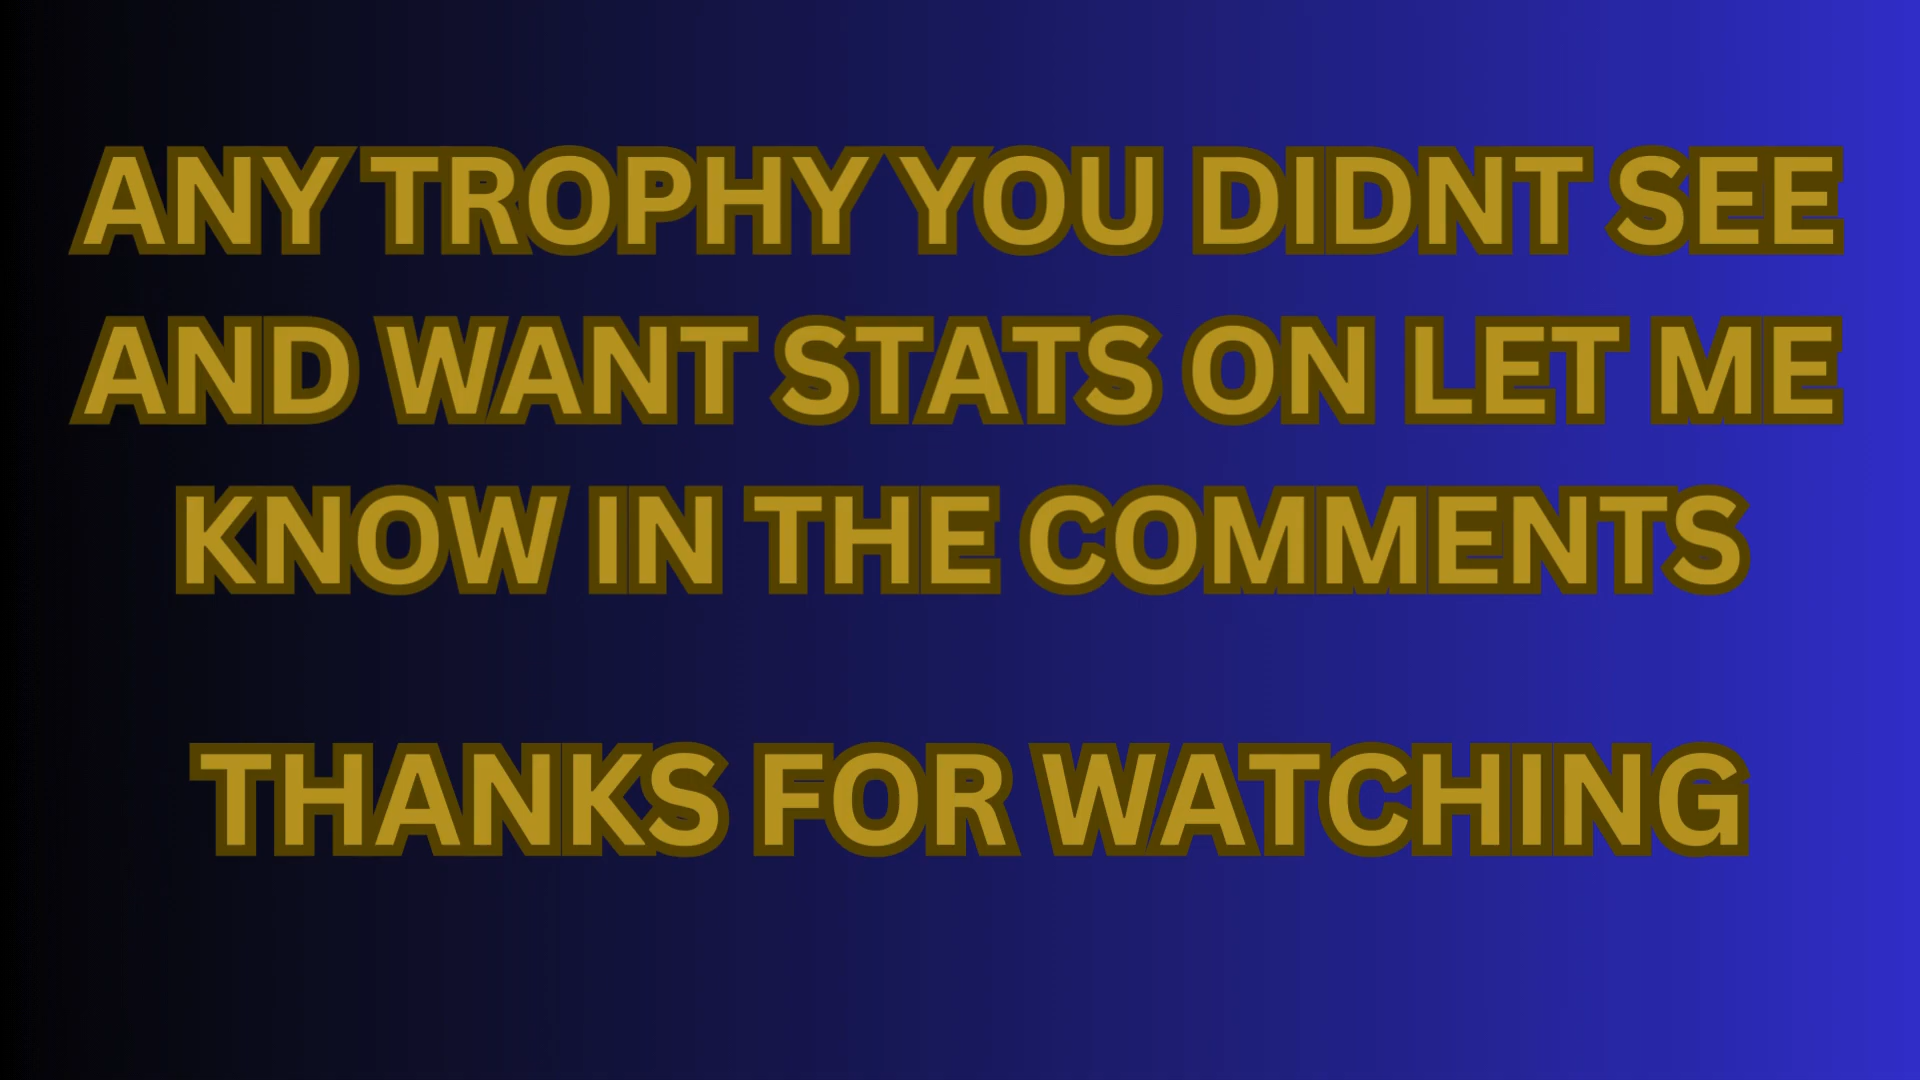 ANY TROPHY YOU DIDNT SEE
AND WANT STATS ON LET ME
KNOW IN THE COMMENTS
THANKS FOR WATCHING